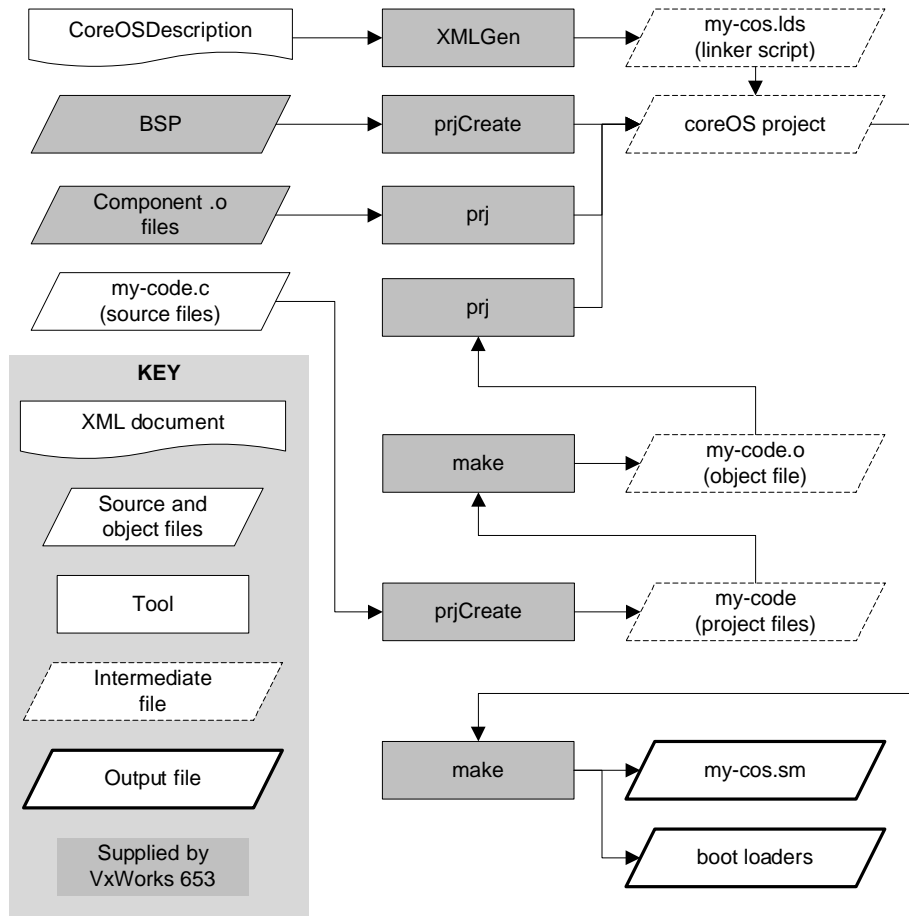 CoreOSDescription
XMLGen
my-cos.lds
(linker script)
BSP
prjCreate
coreOS project
Component .o
files
prj
my-code.c
(source files)
prj
KEY
XML document
Source and
object files
Tool
Intermediate
file
Output file
Supplied by
VxWorks 653
make
my-code.o
(object file)
prjCreate
my-code
(project files)
make
my-cos.sm
boot loaders